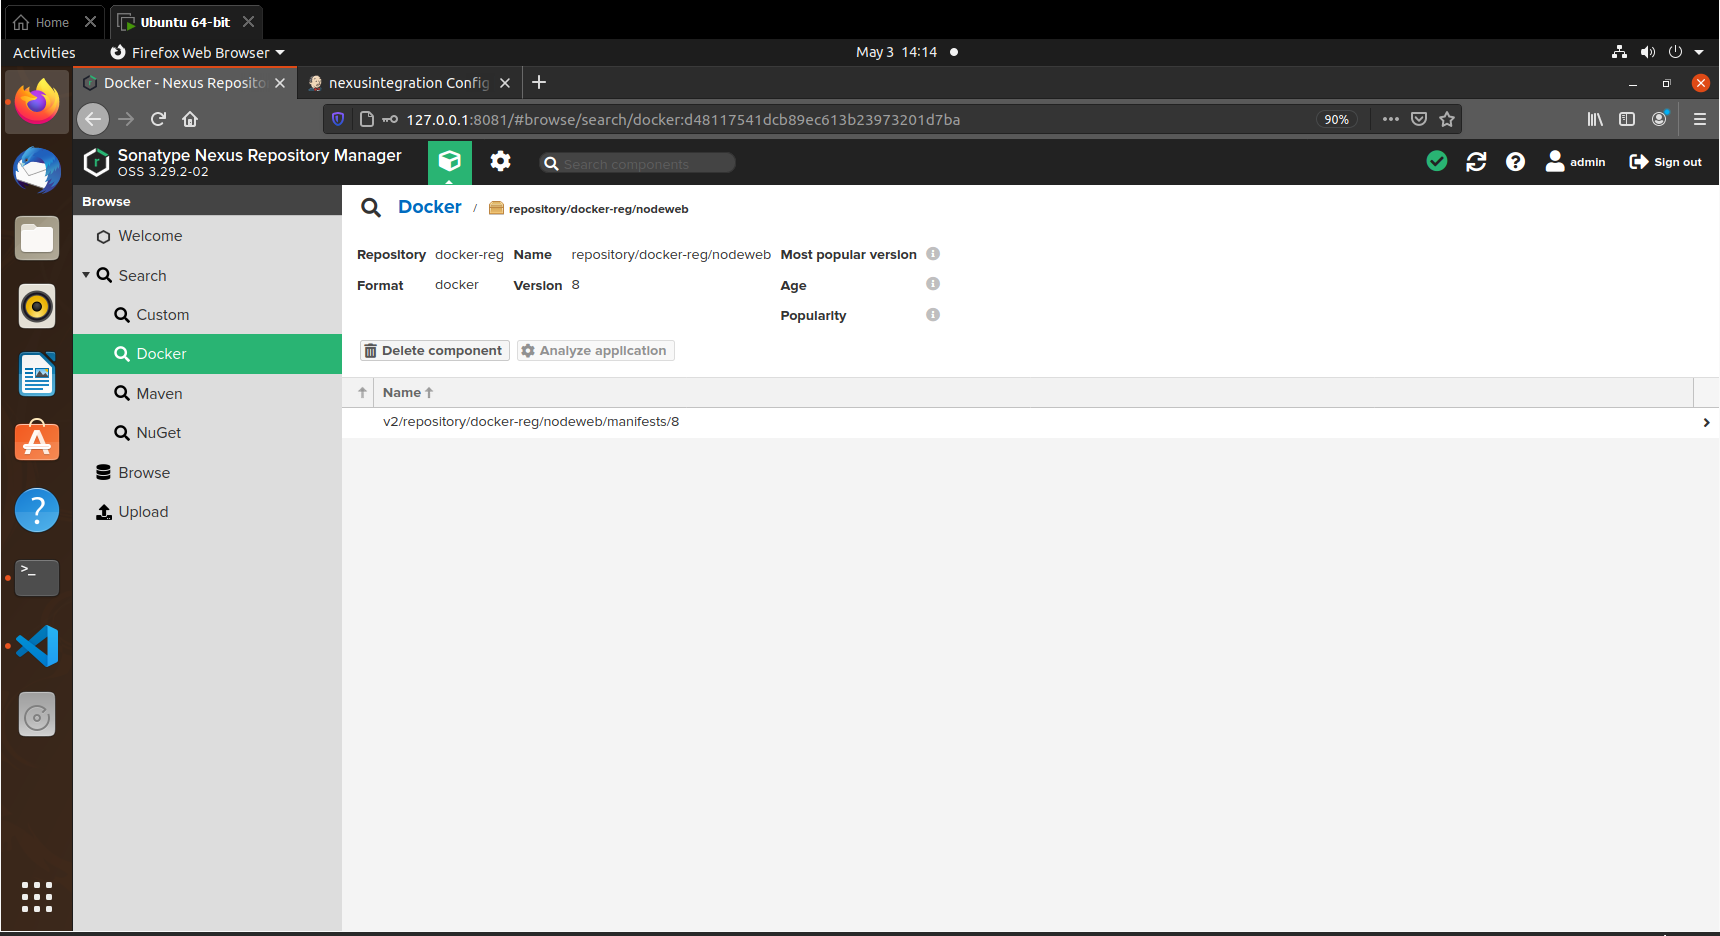 Home
Ubuntu 64-bit
Activities
Firefox Web Browser
May 3 14:14
Docker - Nexus Reposito
nexusintegration Config
127.0.0.1:8081/#browse/search/docker:d48117541dcb89ec613b23973201d7ba
90%
Sonatype Nexus Repository Manager
OSS 3.29.2-02
Search components
admin
Sign out
Browse
Welcome
Search
Custom
Docker
Maven
NuGet
Browse
Upload
Docker / repository/docker-reg/nodeweb
Repository docker-reg Name repository/docker-reg/nodeweb Most popular version
Format docker Version 8 Age
Popularity
Delete component Analyze application
Name
v2/repository/docker-reg/nodeweb/manifests/8